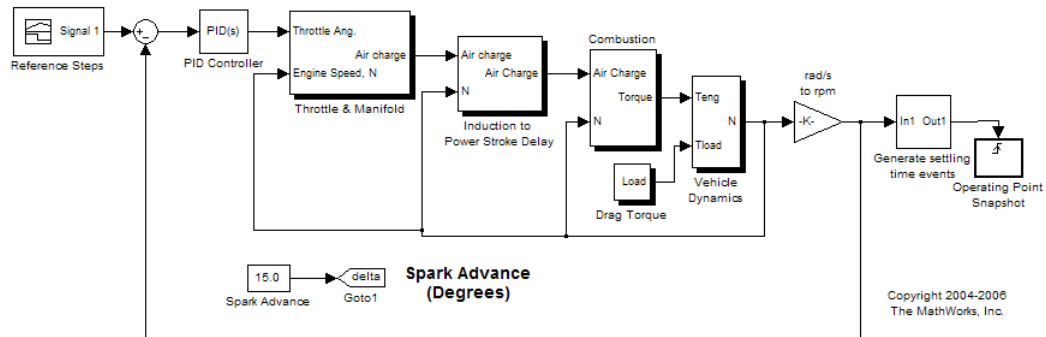 Signal 1
Reference Steps
PID(s)
PID Controller
Throttle Ang.
Air charge
Engine Speed, N
Throttle & Manifold
Air charge
Air Charge
N
Induction to
Power Stroke Delay
Combustion
Air Charge
Torque
N
Load
Drag Torque
Teng
N
Tload
Vehicle
Dynamics
rad/s
to rpm
-K-
In1 Out1
Generate settling
time events
Operating Point
Snapshot
15.0
Spark Advance
delta
Goto1
Spark Advance
(Degrees)
Copyright 2004-2006
The MathWorks, Inc.